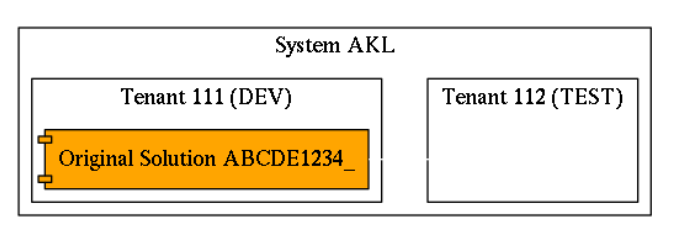 System AKL
Tenant 111 (DEV)
Tenant 112 (TEST)
Original Solution ABCDE1234_